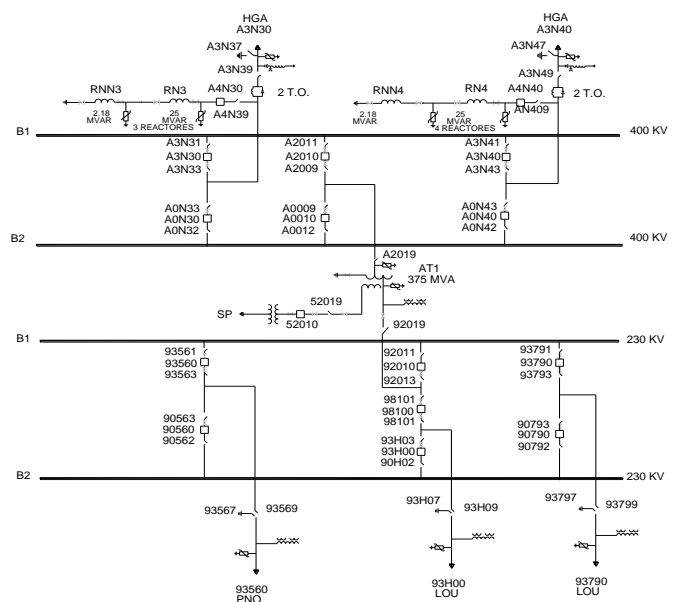 HGA
A3N30
A3N37
A3N39
RNN3
RN3
A4N30
2 T.O.
A4N39
2.18
MVAR
25
MVAR
3 REACTORES
HGA
A3N40
A3N47
A3N49
RNN4
RN4
A4N40
2 T.O.
AN409
2.18
MVAR
25
MVAR
4 REACTORES
B1
400 KV
A3N31
A3N30
A3N33
A2011
A2010
A2009
A3N41
A3N40
A3N43
A0N33
A0N30
A0N32
A0009
A0010
A0012
A0N43
A0N40
A0N42
B2
400 KV
A2019
AT1
375 MVA
SP
52019
52010
92019
B1
230 KV
93561
93560
93563
92011
92010
92013
93791
93790
93793
90563
90560
90562
98101
98100
98101
93H03
93H00
90H02
90793
90790
90792
B2
230 KV
93567
93569
93H07
93H09
93797
93799
93560
PNO
93H00
LOU
93790
LOU